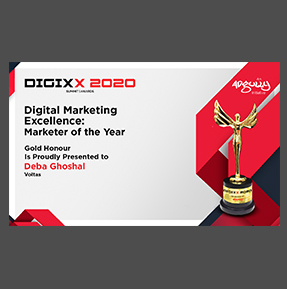 DIGIXX 2020
SUMMIT & AWARDS
Digital Marketing
Excellence:
Marketer of the Year
Gold Honour
Is Proudly Presented to
Deba Ghoshal
Voltas